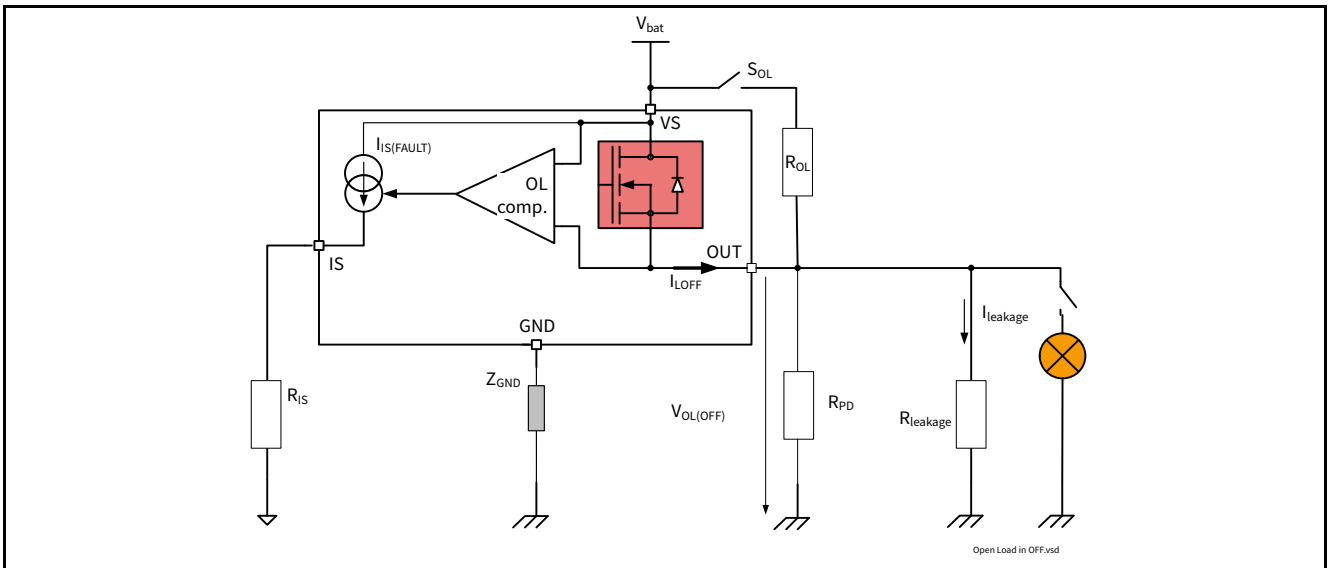 Vbat
SOL
VS
IIS(FAULT)
OL
comp.
ROL
OUT
IS
ILOFF
Ileakage
GND
ZGND
RIS
VOL(OFF)
RPD
Rleakage
Open Load in OFF.vsd